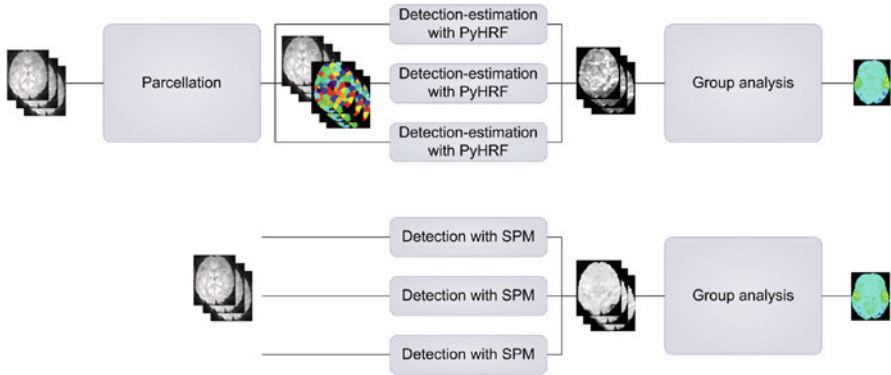 Detection-estimation
with PyHRF
Parcellation
Detection-estimation
with PyHRF
Group analysis
Detection-estimation
with PyHRF
Detection with SPM
Detection with SPM
Group analysis
Detection with SPM